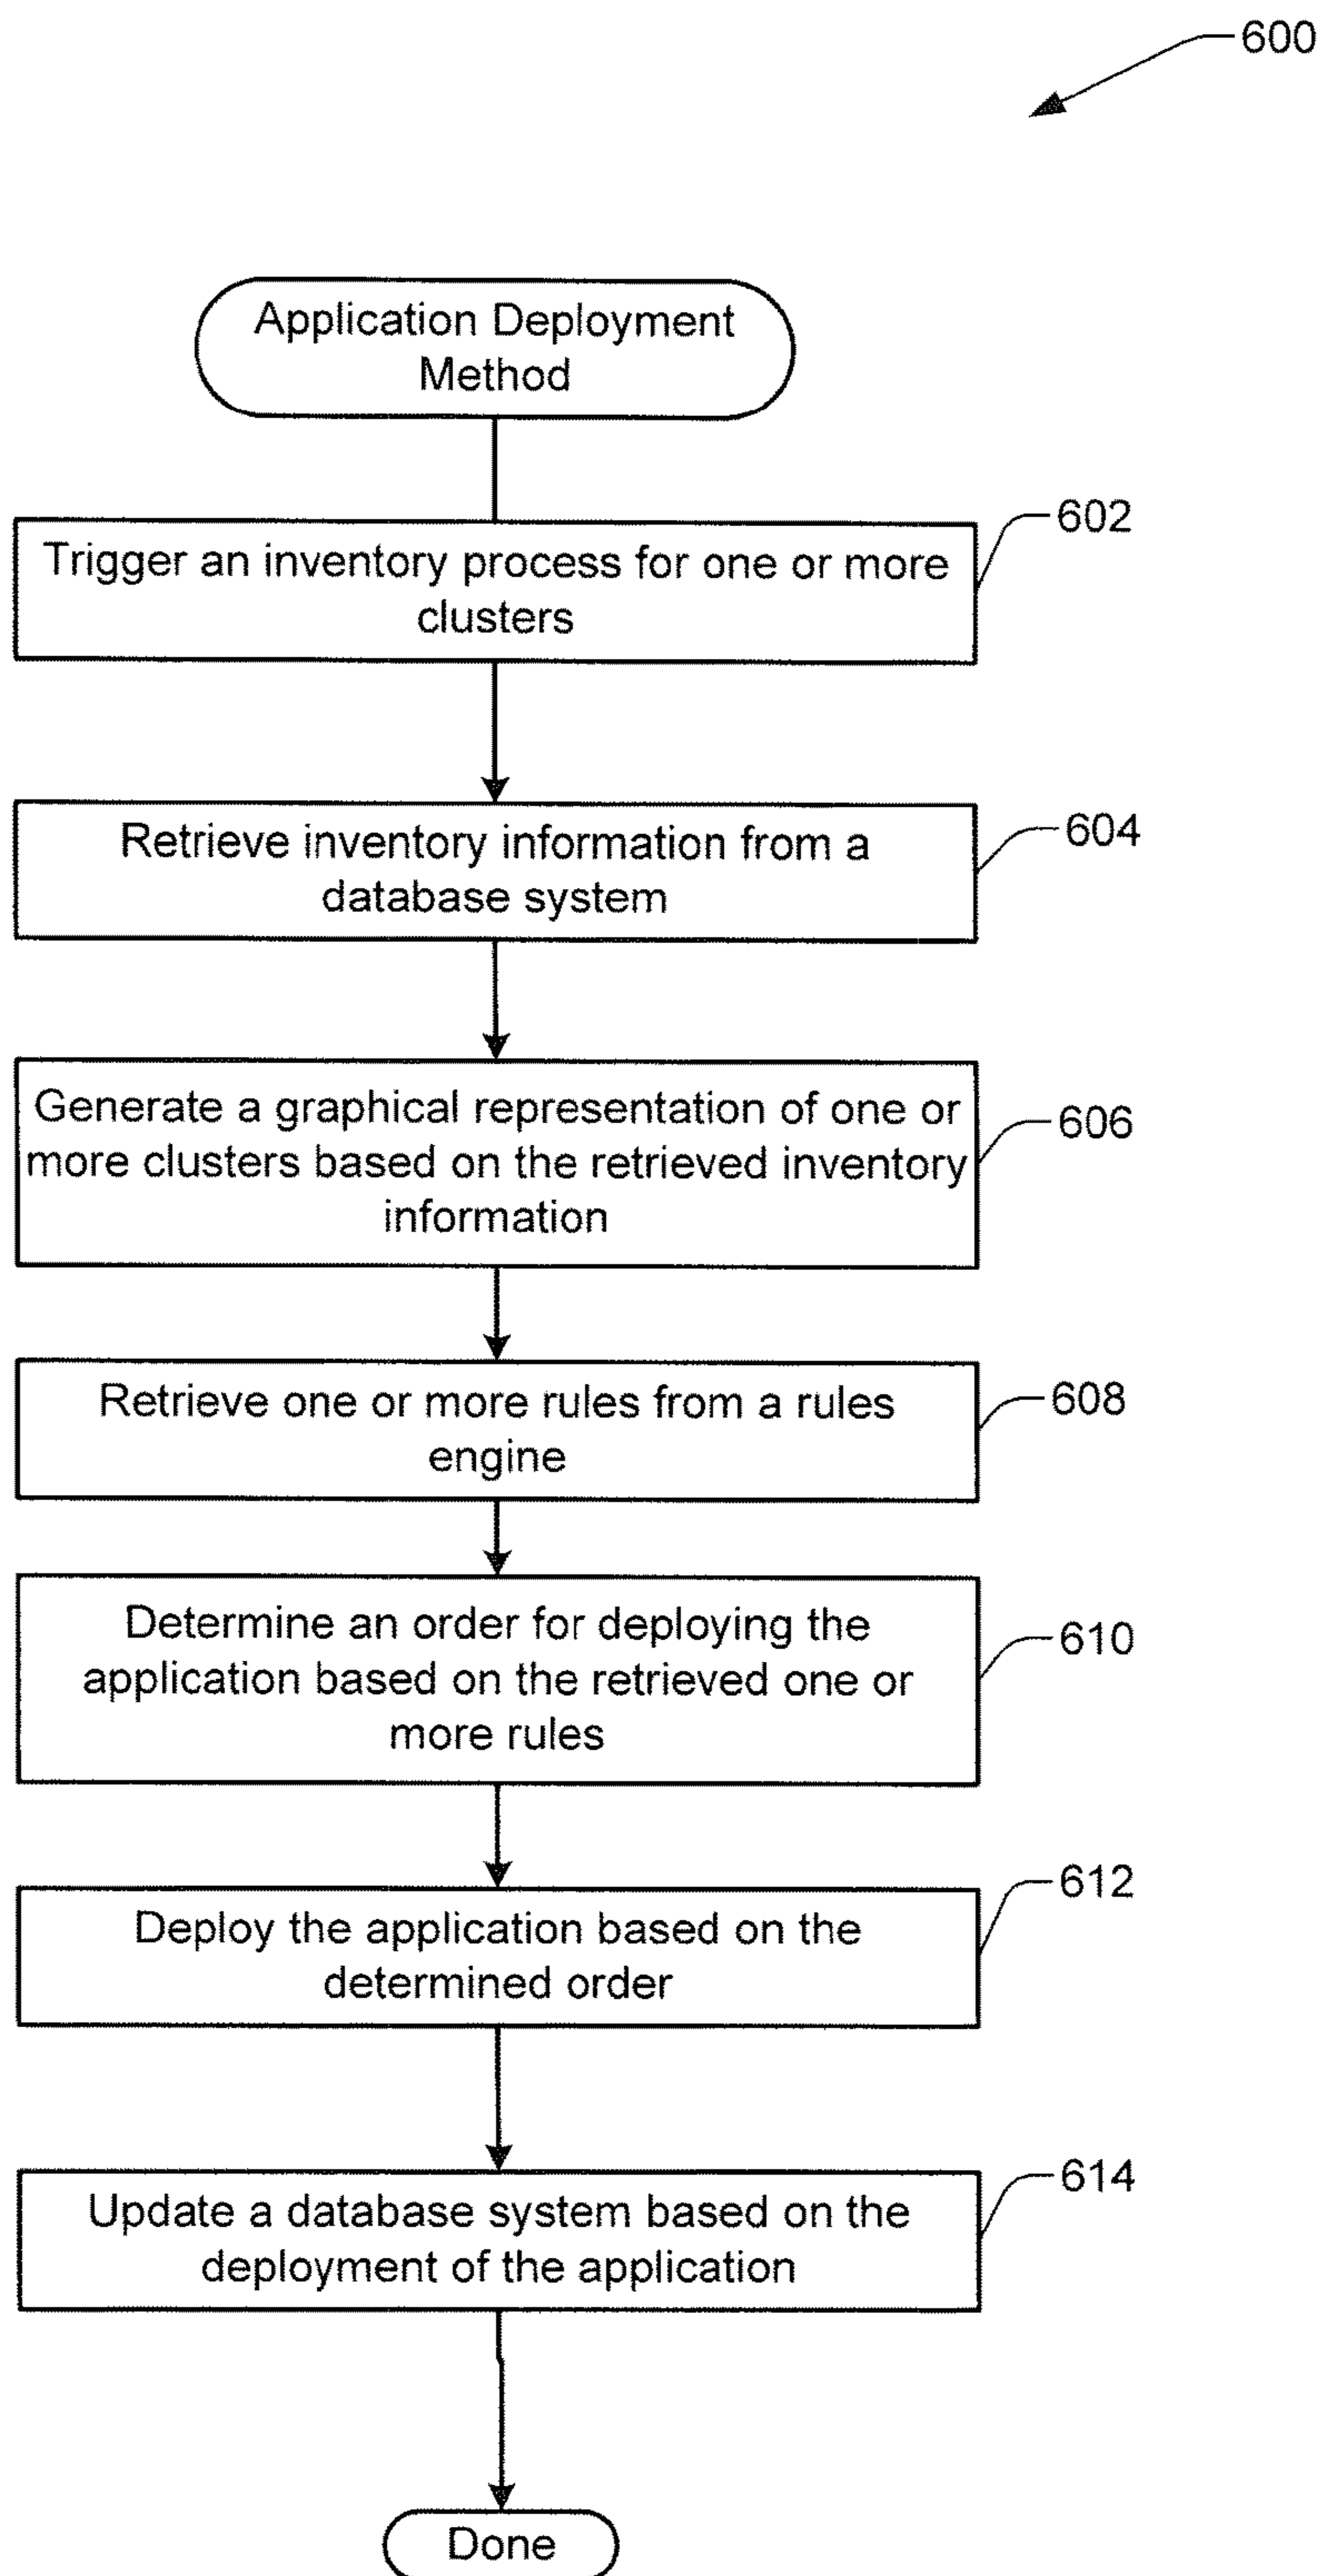 600
Application Deployment
Method
602
Trigger an inventory process for one or more
clusters
604
Retrieve inventory information from a
database system
606
Generate a graphical representation of one or
more clusters based on the retrieved inventory
information
608
Retrieve one or more rules from a rules
engine
610
Determine an order for deploying the
application based on the retrieved one or
more rules
612
Deploy the application based on the
determined order
614
Update a database system based on the
deployment of the application
Done